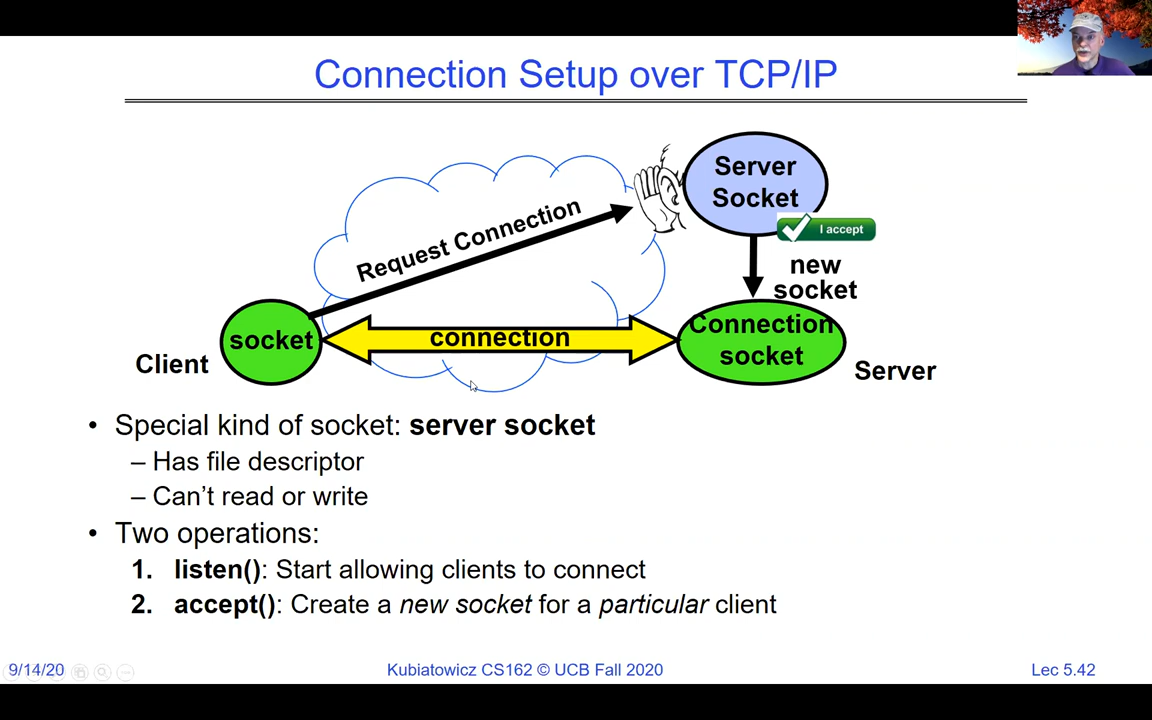 Connection Setup over TCP/IP
Server
Socket
I accept
Request Connection
new
socket
socket
connection
Connection
socket
Client
Server
• Special kind of socket: server socket
– Has file descriptor
– Can't read or write
• Two operations:
1. listen(): Start allowing clients to connect
2. accept(): Create a new socket for a particular client
9/14/20
Kubiatowicz CS162 © UCB Fall 2020
Lec 5.42